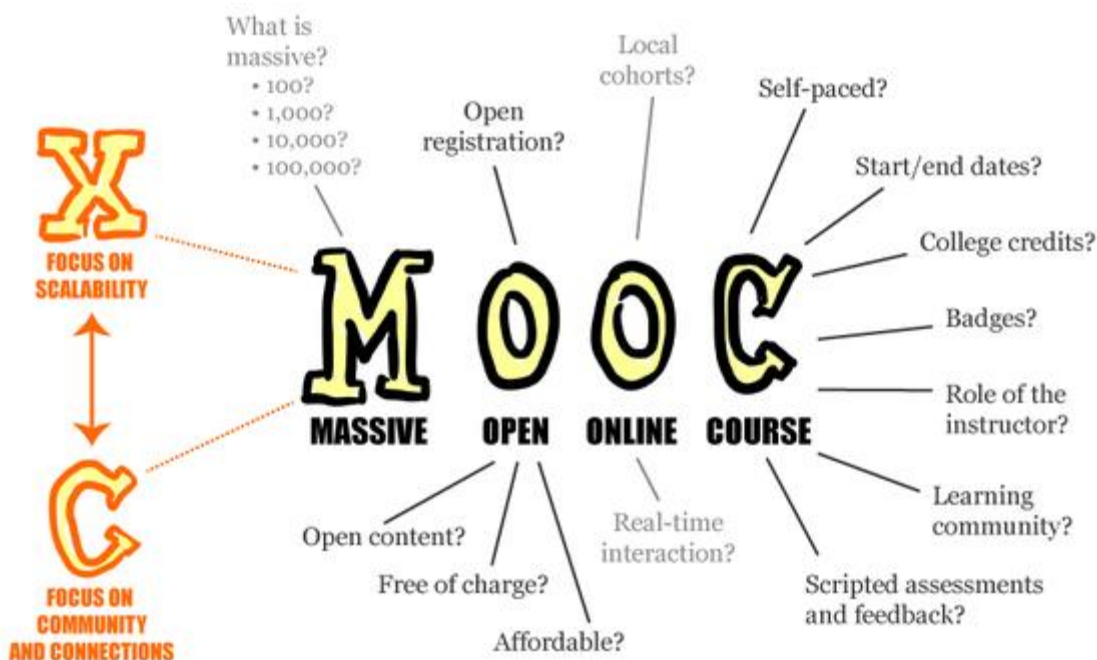 What is
massive?
• 100?
• 1,000?
• 10,000?
• 100,000?
Open
registration?
Local
cohorts?
Self-paced?
Start/end dates?
College credits?
Badges?
Role of the
instructor?
Learning
community?
Scripted assessments
and feedback?
X
FOCUS ON
SCALABILITY
C
FOCUS ON
COMMUNITY
AND CONNECTIONS
MOOC
MASSIVE OPEN ONLINE COURSE
Open content?
Free of charge?
Affordable?
Real-time
interaction?